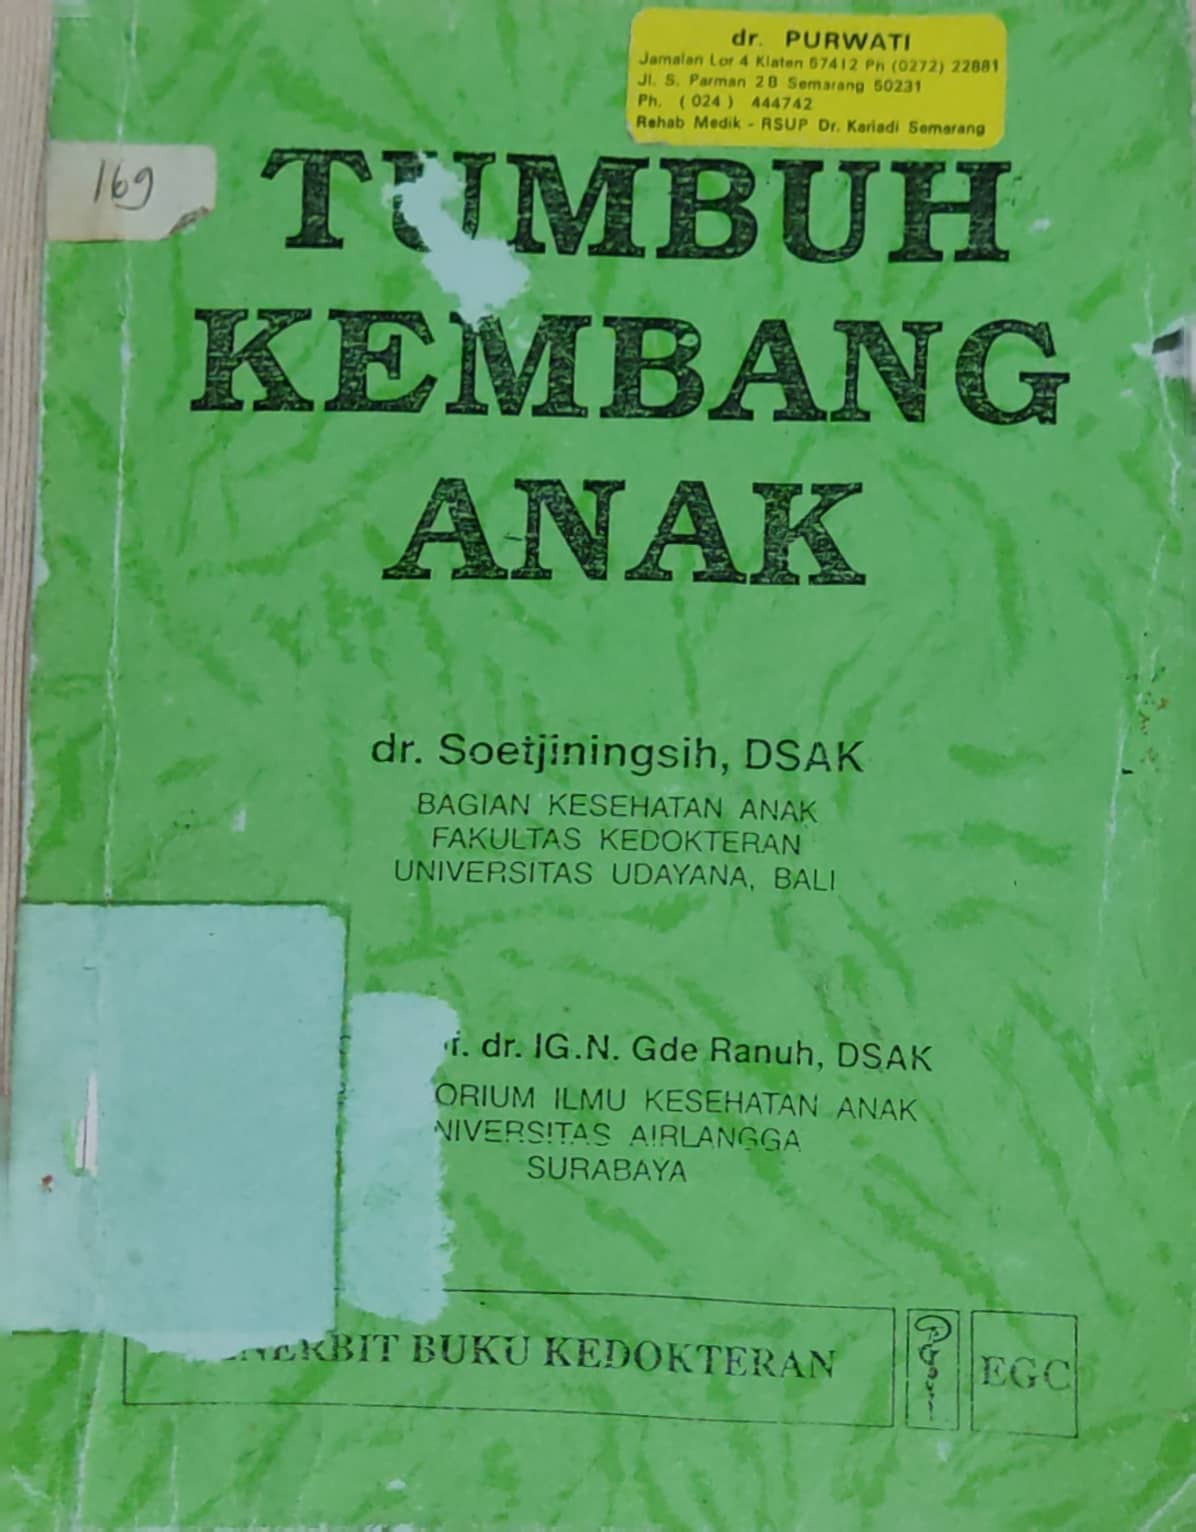 dr. PURWATI
Jamalan Lor 4 Klaten 57412 Ph (0272) 22881
Jl. S. Parman 2B Semarang 50231
Ph. (024) 444742
Rehab Medik - RSUP Dr. Kariadi Semarang
169
TUMBUH
KEMBANG
ANAK
dr. Soetjiningsih, DSAK
BAGIAN KESEHATAN ANAK
FAKULTAS KEDOKTERAN
UNIVERSITAS UDAYANA, BALI
dr. IG.N. Gde Ranuh, DSAK
ILMU KESEHATAN ANAK
AIRLANGGA
SURABAYA
BUKU KEDOKTERAN
EGC